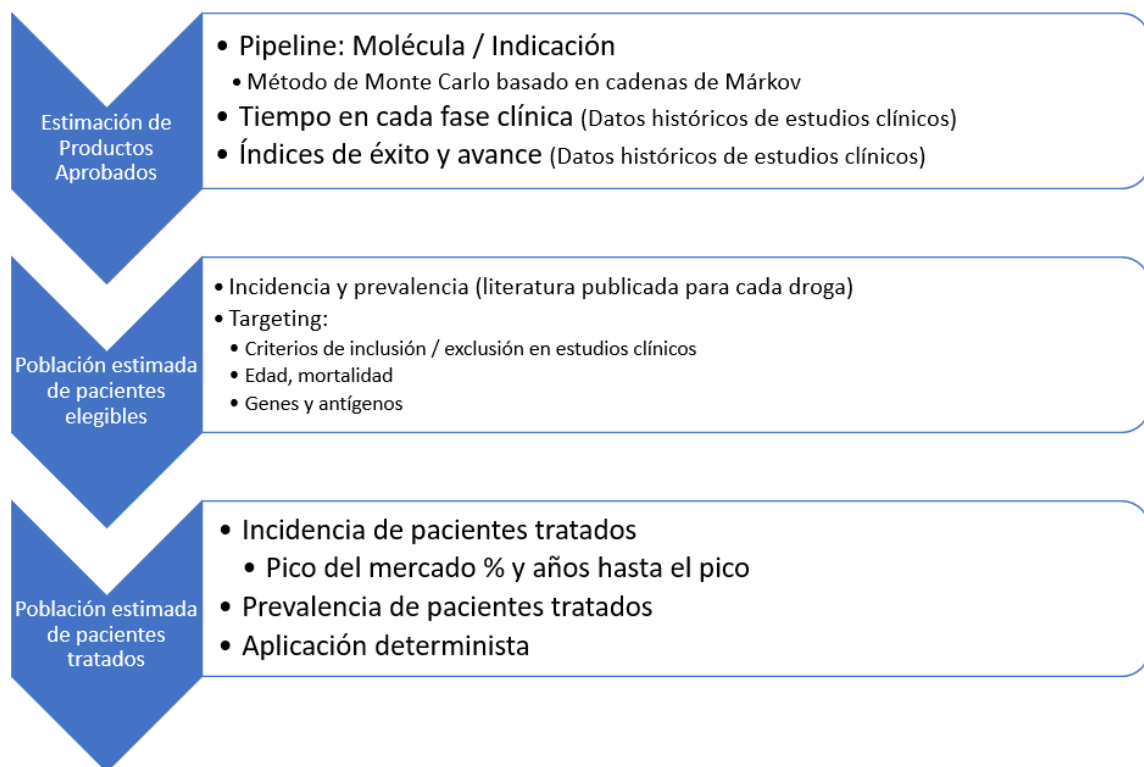 Estimación de
Productos
Aprobados
• Pipeline: Molécula / Indicación
• Método de Monte Carlo basado en cadenas de Márkov
• Tiempo en cada fase clínica (Datos históricos de estudios clínicos)
• Índices de éxito y avance (Datos históricos de estudios clínicos)
Población estimada
de pacientes
elegibles
• Incidencia y prevalencia (literatura publicada para cada droga)
• Targeting:
• Criterios de inclusión / exclusión en estudios clínicos
• Edad, mortalidad
• Genes y antígenos
Población estimada
de pacientes
tratados
• Incidencia de pacientes tratados
• Pico del mercado % y años hasta el pico
• Prevalencia de pacientes tratados
• Aplicación determinista